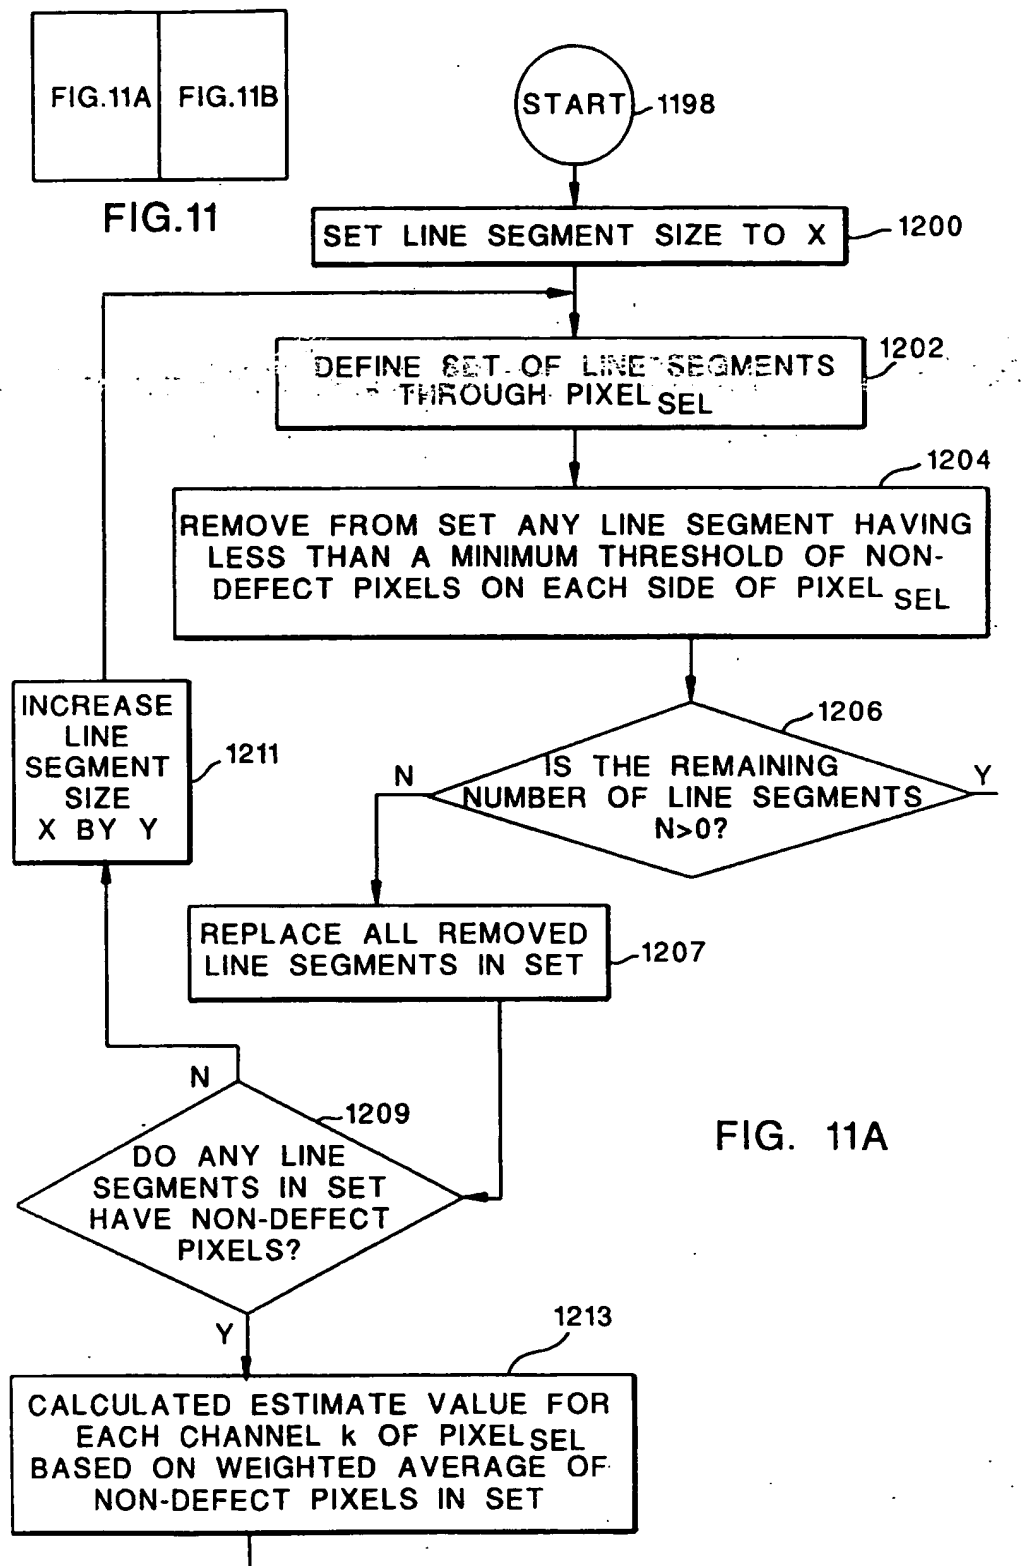 FIG.11A FIG.11B
FIG.11
START
1198
SET LINE SEGMENT SIZE TO X
1200
DEFINE SET OF LINE SEGMENTS
THROUGH PIXEL SEL
1202
1204
REMOVE FROM SET ANY LINE SEGMENT HAVING
LESS THAN A MINIMUM THRESHOLD OF NON-
DEFECT PIXELS ON EACH SIDE OF PIXEL SEL
1206
IS THE REMAINING
NUMBER OF LINE SEGMENTS
N>0?
N
Y
INCREASE
LINE
SEGMENT
SIZE
X BY Y
1211
REPLACE ALL REMOVED
LINE SEGMENTS IN SET
1207
N
1209
DO ANY LINE
SEGMENTS IN SET
HAVE NON-DEFECT
PIXELS?
FIG. 11A
Y
1213
CALCULATED ESTIMATE VALUE FOR
EACH CHANNEL k OF PIXEL SEL
BASED ON WEIGHTED AVERAGE OF
NON-DEFECT PIXELS IN SET